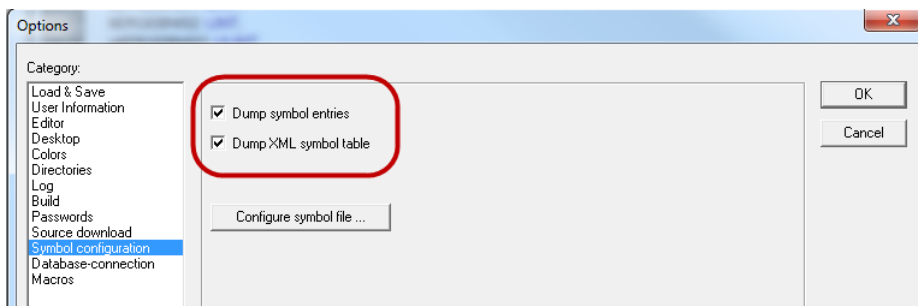 Options
Category:
Load & Save
User Information
Editor
Desktop
Colors
Directories
Log
Build
Passwords
Source download
Symbol configuration
Database-connection
Macros
Dump symbol entries
Dump XML symbol table
Configure symbol file ...
OK
Cancel